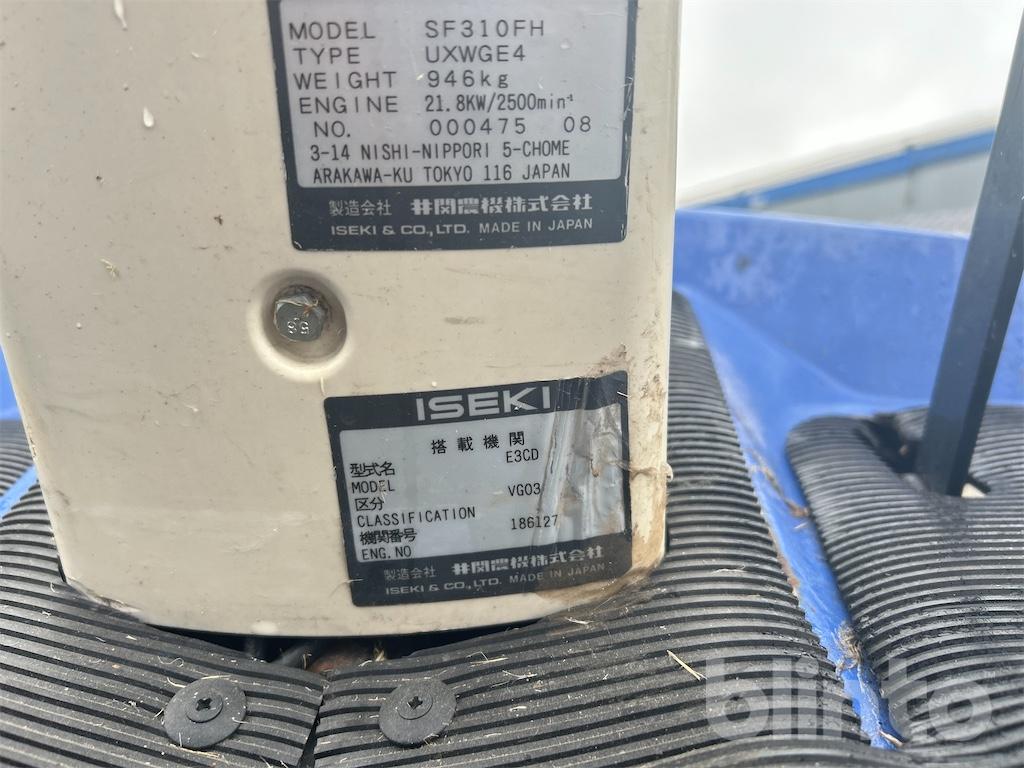 MODEL SF310FH
TYPE UXWGE4
WEIGHT 946kg
ENGINE 21.8KW/2500min⁻¹
NO. 000475 08
3-14 NISHI-NIPPORI 5-CHOME
ARAKAWA-KU TOKYO 116 JAPAN
製造会社 井関農機株式会社
ISEKI & CO.,LTD. MADE IN JAPAN
ISEKI
搭載機関
型式名 E3CD
MODEL
区分 VG03
CLASSIFICATION
機関番号 186127
ENG.NO
製造会社 井関農機株式会社
ISEKI & CO.,LTD. MADE IN JAPAN
blinto